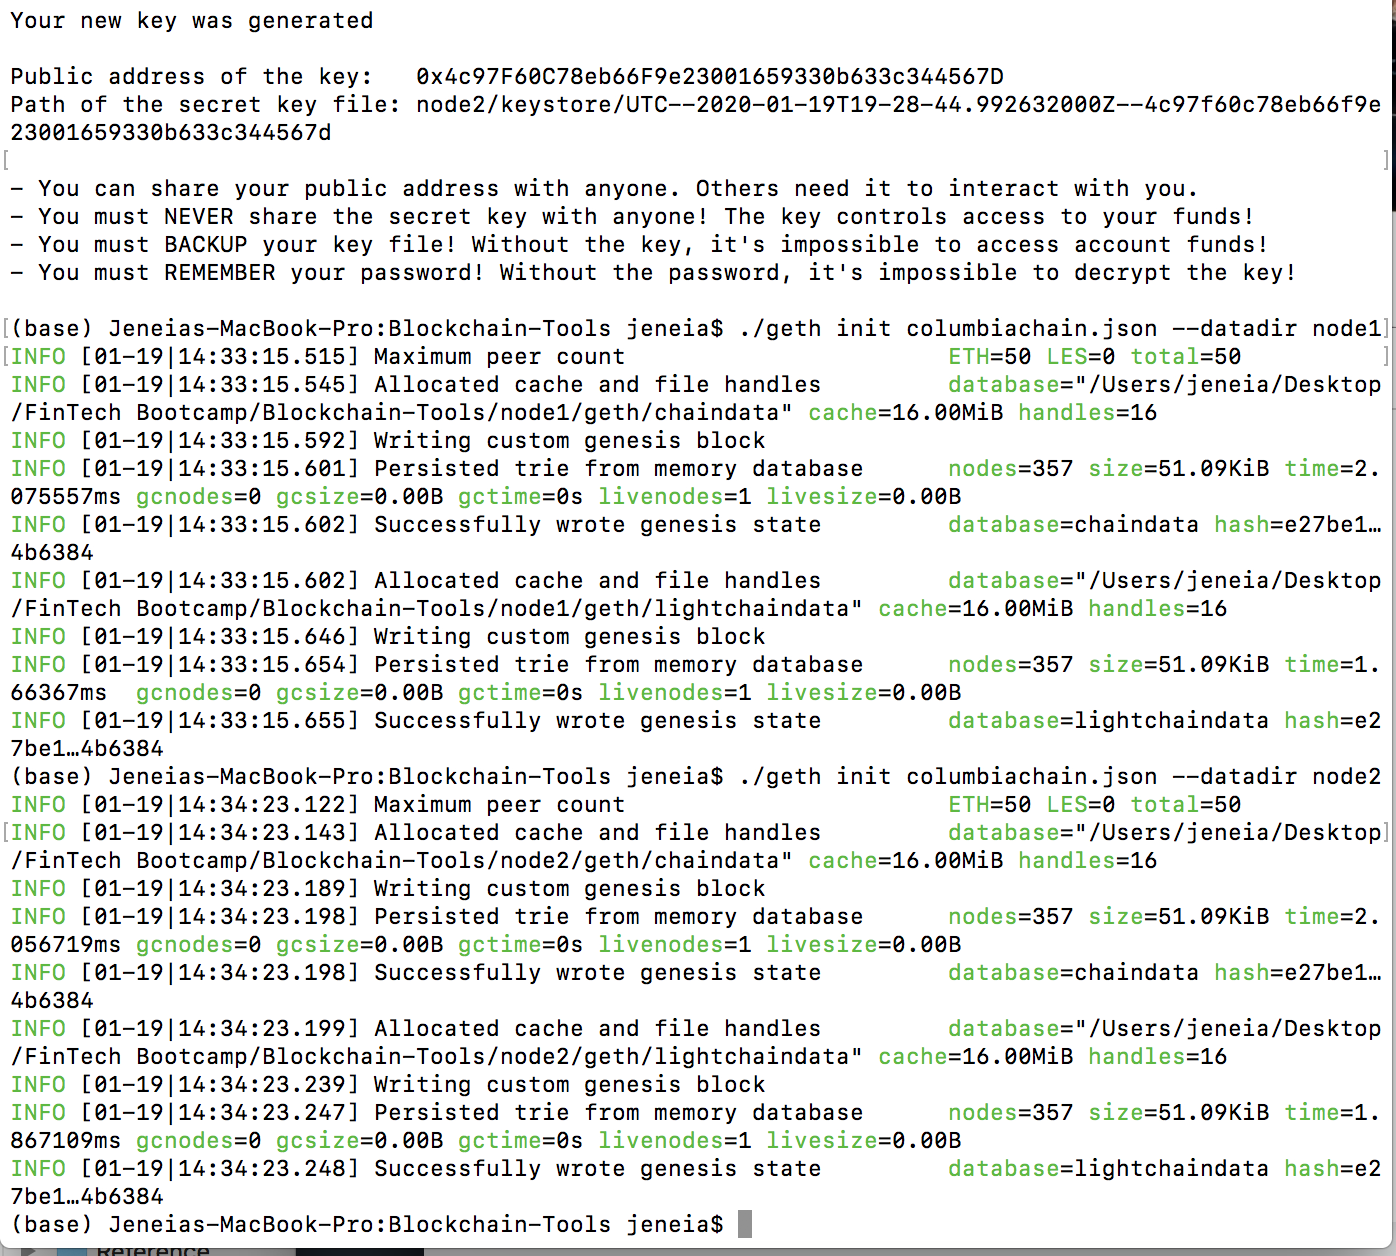 Your new key was generated
Public address of the key:   0x4c97F60C78eb66F9e23001659330b633c344567D
Path of the secret key file: node2/keystore/UTC--2020-01-19T19-28-44.992632000Z--4c97f60c78eb66f9e
23001659330b633c344567d
[ ]
- You can share your public address with anyone. Others need it to interact with you.
- You must NEVER share the secret key with anyone! The key controls access to your funds!
- You must BACKUP your key file! Without the key, it's impossible to access account funds!
- You must REMEMBER your password! Without the password, it's impossible to decrypt the key!
[(base) Jeneias-MacBook-Pro:Blockchain-Tools jeneia$ ./geth init columbiachain.json --datadir node1]
[INFO [01-19|14:33:15.515] Maximum peer count                       ETH=50 LES=0 total=50 ]
INFO [01-19|14:33:15.545] Allocated cache and file handles         database="/Users/jeneia/Desktop
/FinTech Bootcamp/Blockchain-Tools/node1/geth/chaindata" cache=16.00MiB handles=16
INFO [01-19|14:33:15.592] Writing custom genesis block
INFO [01-19|14:33:15.601] Persisted trie from memory database      nodes=357 size=51.09KiB time=2.
075557ms gcnodes=0 gcsize=0.00B gctime=0s livenodes=1 livesize=0.00B
INFO [01-19|14:33:15.602] Successfully wrote genesis state         database=chaindata hash=e27be1…
4b6384
INFO [01-19|14:33:15.602] Allocated cache and file handles         database="/Users/jeneia/Desktop
/FinTech Bootcamp/Blockchain-Tools/node1/geth/lightchaindata" cache=16.00MiB handles=16
INFO [01-19|14:33:15.646] Writing custom genesis block
INFO [01-19|14:33:15.654] Persisted trie from memory database      nodes=357 size=51.09KiB time=1.
66367ms  gcnodes=0 gcsize=0.00B gctime=0s livenodes=1 livesize=0.00B
INFO [01-19|14:33:15.655] Successfully wrote genesis state         database=lightchaindata hash=e2
7be1…4b6384
(base) Jeneias-MacBook-Pro:Blockchain-Tools jeneia$ ./geth init columbiachain.json --datadir node2
INFO [01-19|14:34:23.122] Maximum peer count                       ETH=50 LES=0 total=50
[INFO [01-19|14:34:23.143] Allocated cache and file handles         database="/Users/jeneia/Desktop]
/FinTech Bootcamp/Blockchain-Tools/node2/geth/chaindata" cache=16.00MiB handles=16
INFO [01-19|14:34:23.189] Writing custom genesis block
INFO [01-19|14:34:23.198] Persisted trie from memory database      nodes=357 size=51.09KiB time=2.
056719ms gcnodes=0 gcsize=0.00B gctime=0s livenodes=1 livesize=0.00B
INFO [01-19|14:34:23.198] Successfully wrote genesis state         database=chaindata hash=e27be1…
4b6384
INFO [01-19|14:34:23.199] Allocated cache and file handles         database="/Users/jeneia/Desktop
/FinTech Bootcamp/Blockchain-Tools/node2/geth/lightchaindata" cache=16.00MiB handles=16
INFO [01-19|14:34:23.239] Writing custom genesis block
INFO [01-19|14:34:23.247] Persisted trie from memory database      nodes=357 size=51.09KiB time=1.
867109ms gcnodes=0 gcsize=0.00B gctime=0s livenodes=1 livesize=0.00B
INFO [01-19|14:34:23.248] Successfully wrote genesis state         database=lightchaindata hash=e2
7be1…4b6384
(base) Jeneias-MacBook-Pro:Blockchain-Tools jeneia$
Reference